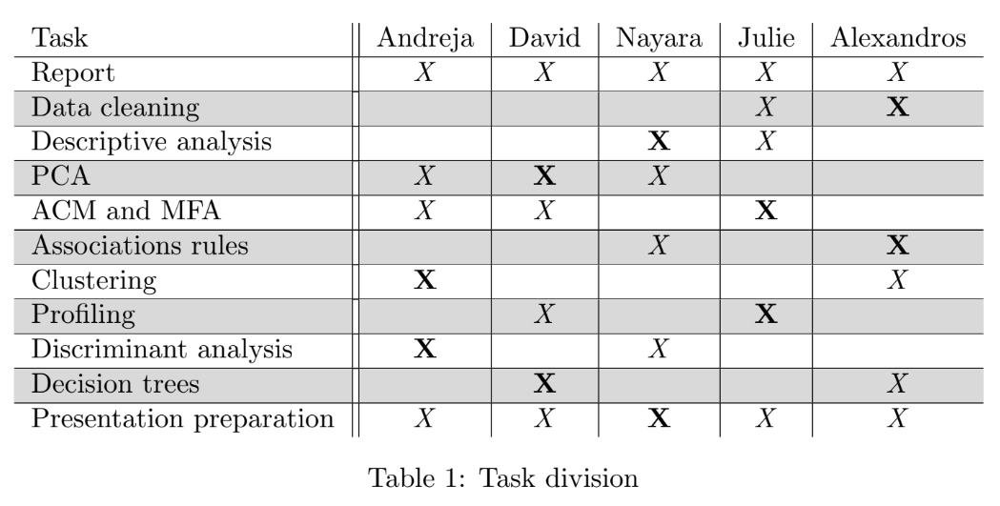 Task Andreja David Nayara Julie Alexandros
Report X X X X X
Data cleaning X X
Descriptive analysis X X
PCA X X X
ACM and MFA X X X
Associations rules X X
Clustering X X
Profiling X X
Discriminant analysis X X
Decision trees X X
Presentation preparation X X X X X
Table 1: Task division